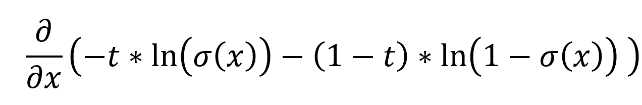 ∂/∂x (−t ∗ ln(σ(x)) − (1 − t) ∗ ln(1 − σ(x)) )